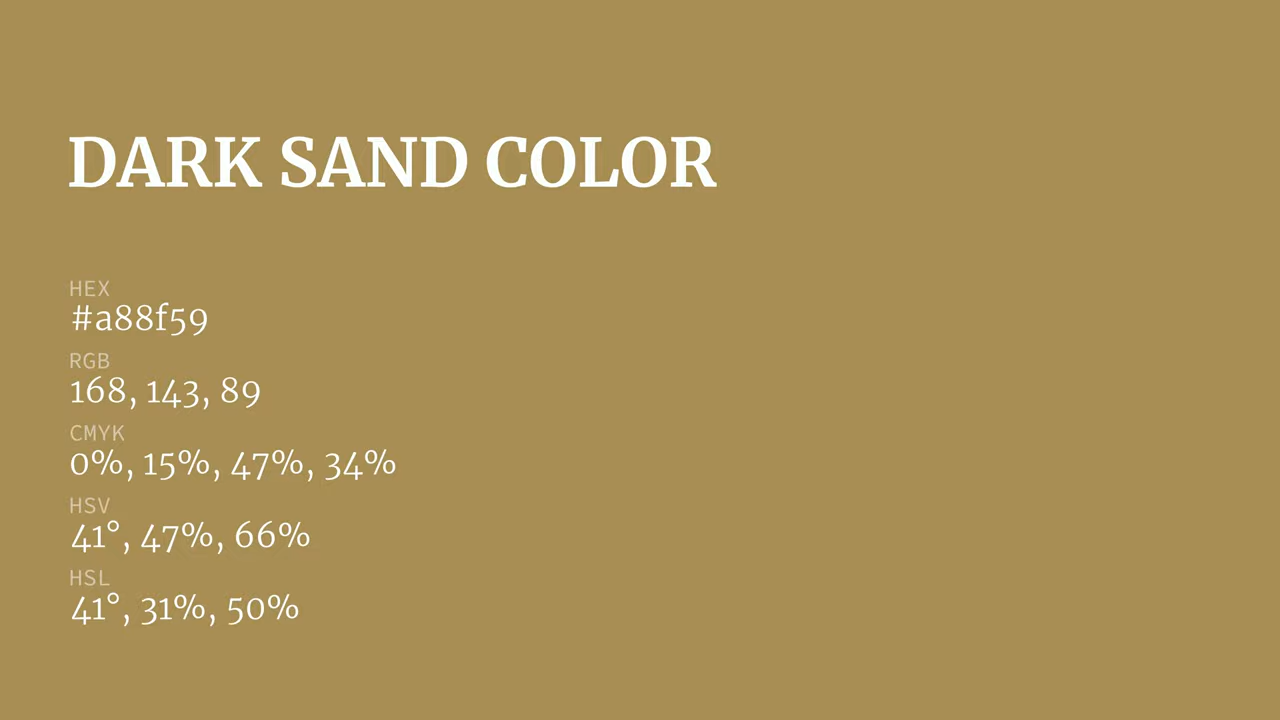 DARK SAND COLOR
HEX
#a88f59
RGB
168, 143, 89
CMYK
0%, 15%, 47%, 34%
HSV
41°, 47%, 66%
HSL
41°, 31%, 50%